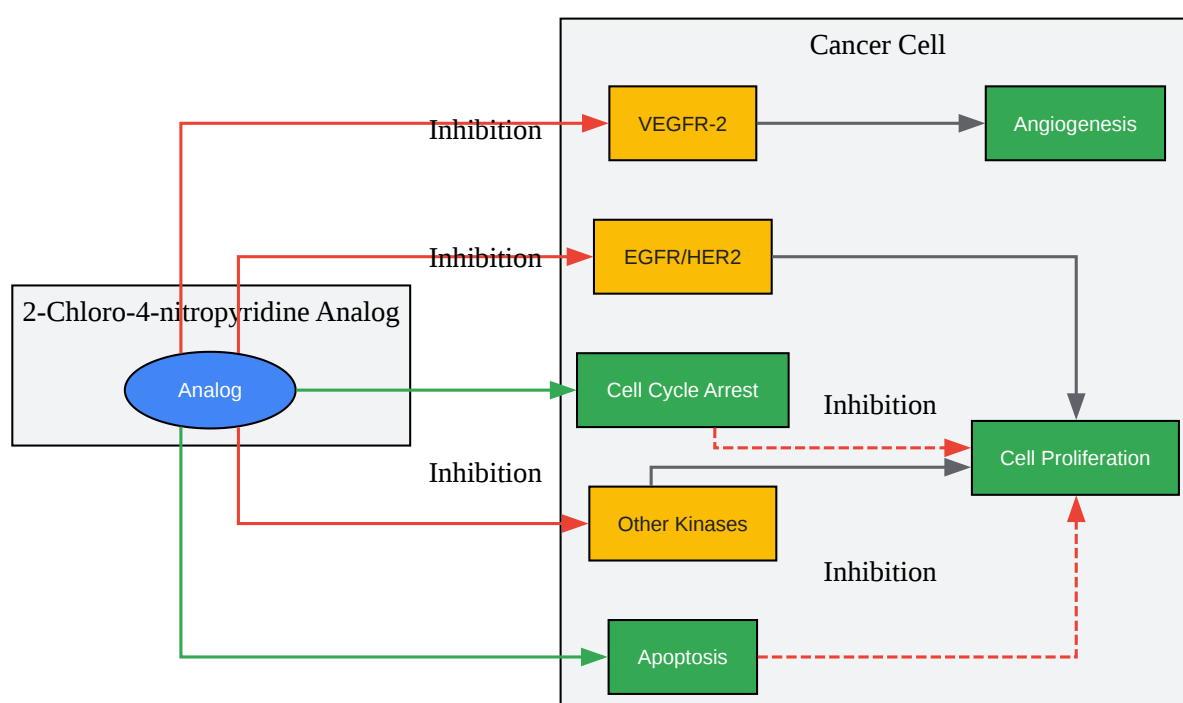 Cancer Cell
Inhibition
VEGFR-2
Angiogenesis
Inhibition
EGFR/HER2
2-Chloro-4-nitropyridine Analog
Analog
Cell Cycle Arrest
Inhibition
Cell Proliferation
Inhibition
Other Kinases
Inhibition
Apoptosis